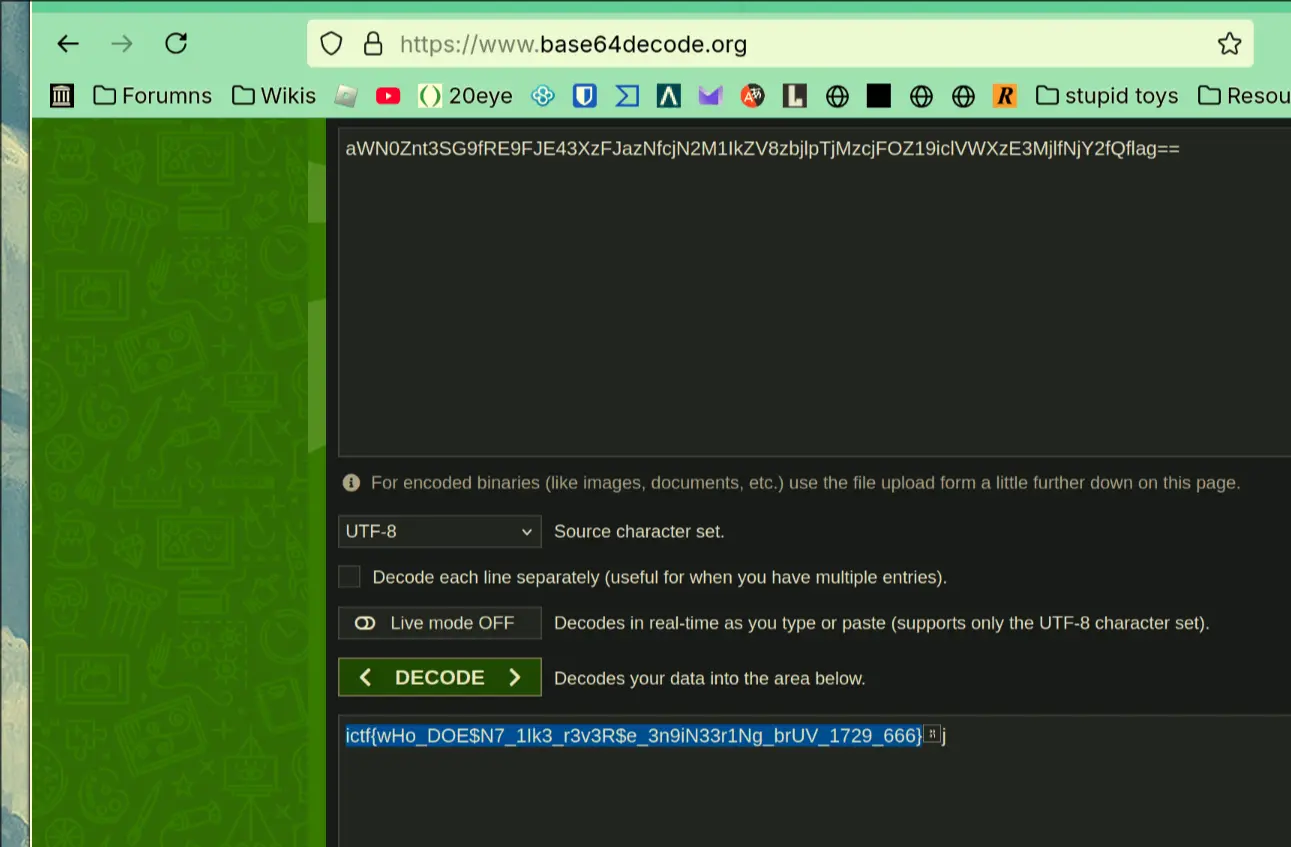 https://www.base64decode.org
Forumns Wikis 20eye stupid toys Resou
aWN0Znt3SG9fRE9FJE43XzFJazNfcjN2M1IkZV8zbjlpTjMzcjFOZ19iclVWXzE3MjlfNjY2fQflag==
For encoded binaries (like images, documents, etc.) use the file upload form a little further down on this page.
UTF-8 Source character set.
Decode each line separately (useful for when you have multiple entries).
Live mode OFF Decodes in real-time as you type or paste (supports only the UTF-8 character set).
< DECODE > Decodes your data into the area below.
ictf{wHo_DOE$N7_1Ik3_r3v3R$e_3n9iN33r1Ng_brUV_1729_666}j